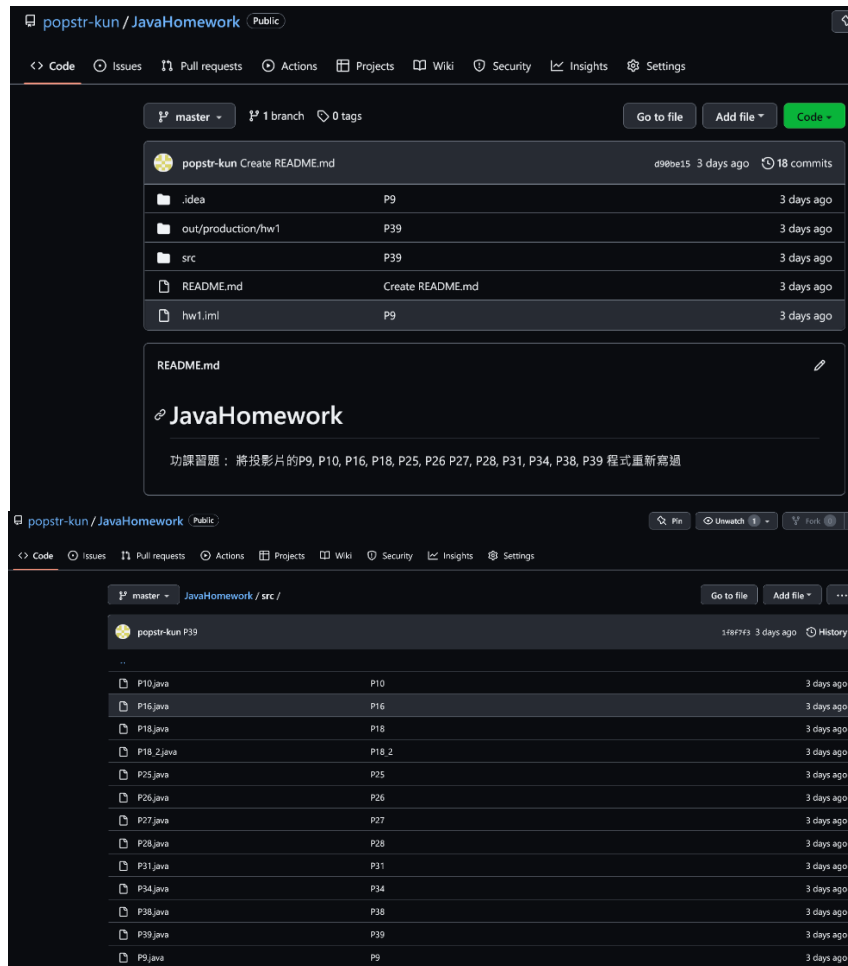 popstr-kun / JavaHomework Public
Code Issues Pull requests Actions Projects Wiki Security Insights Settings
master 1 branch 0 tags Go to file Add file Code
popstr-kun Create README.md d90be15 3 days ago 18 commits
.idea P9 3 days ago
out/production/hw1 P39 3 days ago
src P39 3 days ago
README.md Create README.md 3 days ago
hw1.iml P9 3 days ago
README.md
JavaHomework
功課習題： 將投影片的P9, P10, P16, P18, P25, P26 P27, P28, P31, P34, P38, P39 程式重新寫過
popstr-kun / JavaHomework Public Pin Unwatch 1 Fork 0
Code Issues Pull requests Actions Projects Wiki Security Insights Settings
master JavaHomework / src / Go to file Add file ...
popstr-kun P39 1f8f7f3 3 days ago History
..
P10.java P10 3 days ago
P16.java P16 3 days ago
P18.java P18 3 days ago
P18_2.java P18_2 3 days ago
P25.java P25 3 days ago
P26.java P26 3 days ago
P27.java P27 3 days ago
P28.java P28 3 days ago
P31.java P31 3 days ago
P34.java P34 3 days ago
P38.java P38 3 days ago
P39.java P39 3 days ago
P9.java P9 3 days ago